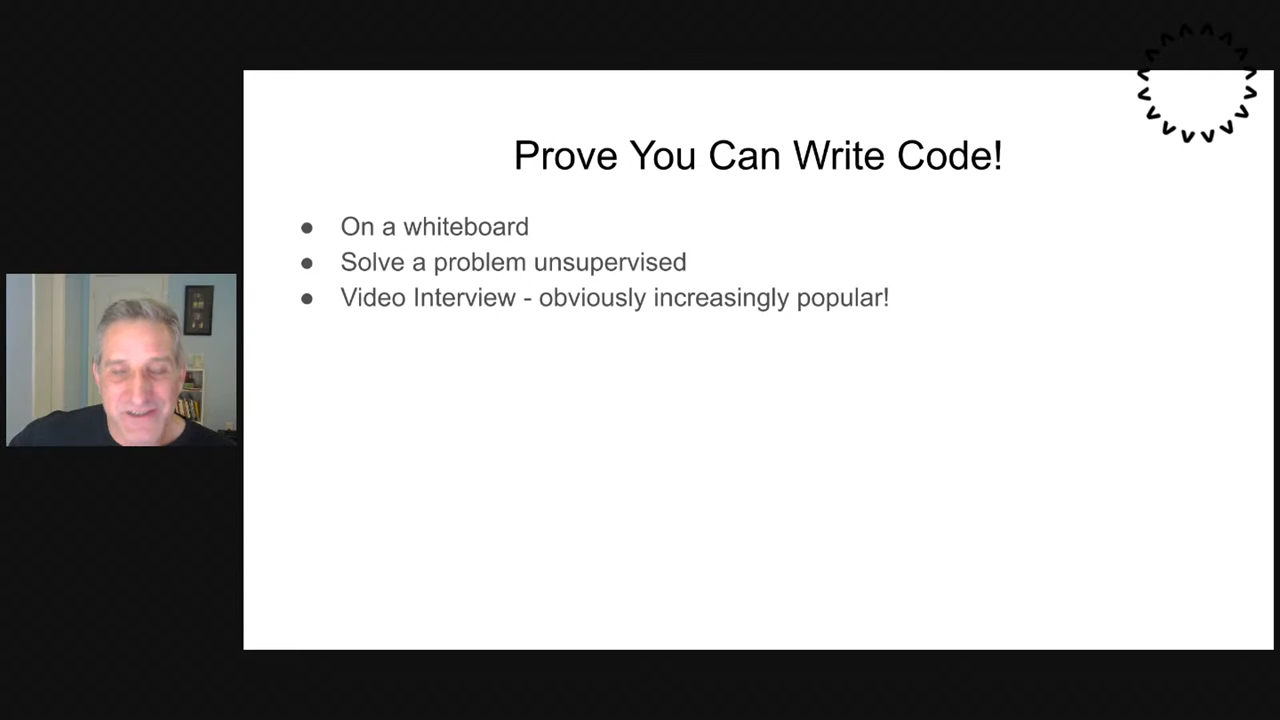 Prove You Can Write Code!
● On a whiteboard
● Solve a problem unsupervised
● Video Interview - obviously increasingly popular!